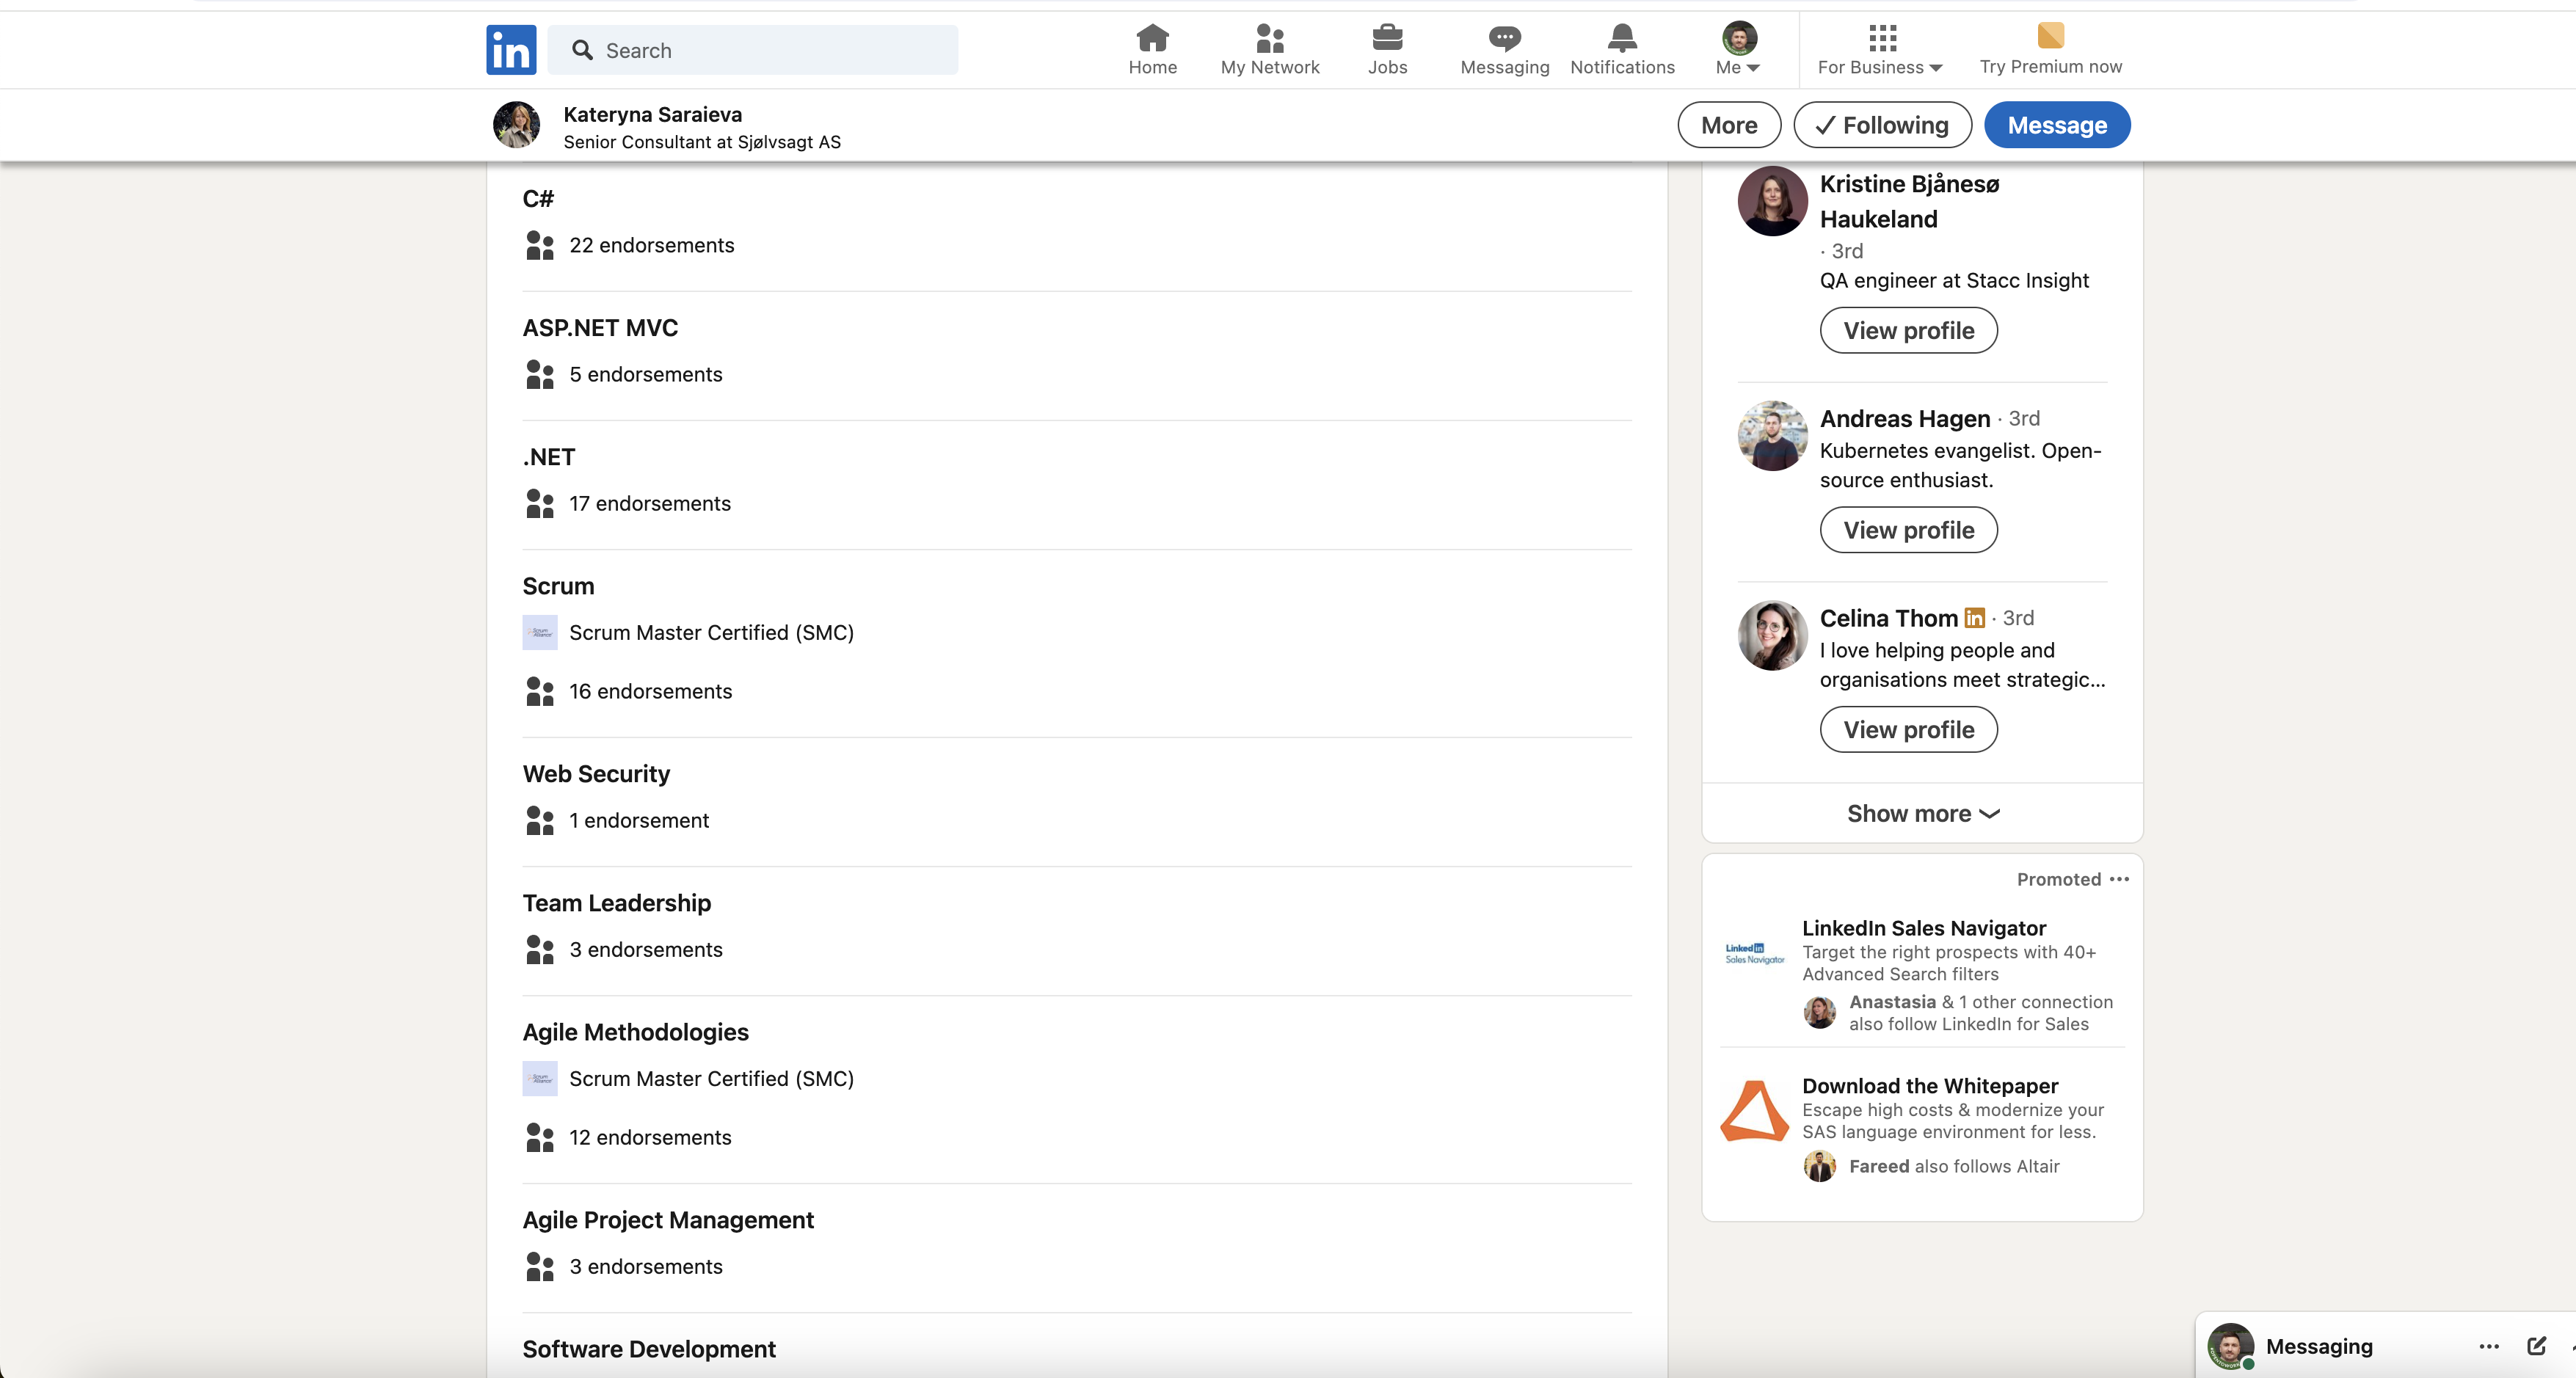 in
Search
Home
My Network
Jobs
Messaging
Notifications
Me
For Business
Try Premium now
Kateryna Saraieva
Senior Consultant at Sjølvsagt AS
More
Following
Message
C#
22 endorsements
ASP.NET MVC
5 endorsements
.NET
17 endorsements
Scrum
Scrum Master Certified (SMC)
16 endorsements
Web Security
1 endorsement
Team Leadership
3 endorsements
Agile Methodologies
Scrum Master Certified (SMC)
12 endorsements
Agile Project Management
3 endorsements
Software Development
Kristine Bjånesø
Haukeland
· 3rd
QA engineer at Stacc Insight
View profile
Andreas Hagen · 3rd
Kubernetes evangelist. Open-
source enthusiast.
View profile
Celina Thom in · 3rd
I love helping people and
organisations meet strategic...
View profile
Show more
Promoted
LinkedIn Sales Navigator
Linked in
Sales Navigator
Target the right prospects with 40+
Advanced Search filters
Anastasia & 1 other connection
also follow LinkedIn for Sales
Download the Whitepaper
Escape high costs & modernize your
SAS language environment for less.
Fareed also follows Altair
Messaging